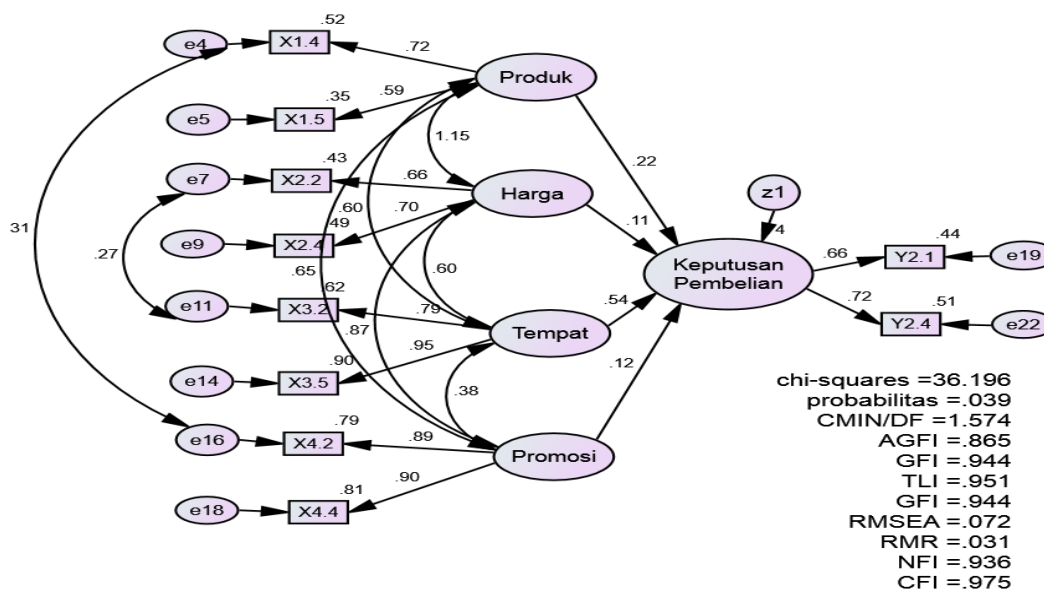 .52
e4
X1.4
.72
Produk
.35
.59
e5
X1.5
1.15
.43
.22
e7
X2.2
.66
Harga
z1
.60
.70
.49
.11
.4
.44
31
e9
X2.4
.66
Y2.1
e19
.27
Keputusan
Pembelian
.65
.60
.62
.72
.51
e11
X3.2
.79
.54
Y2.4
e22
.87
Tempat
.90
.95
.12
e14
X3.5
.38
chi-squares =36.196
probabilitas =.039
CMIN/DF =1.574
AGFI =.865
GFI =.944
TLI =.951
GFI =.944
RMSEA =.072
RMR =.031
NFI =.936
CFI =.975
.79
e16
X4.2
.89
Promosi
.90
.81
e18
X4.4